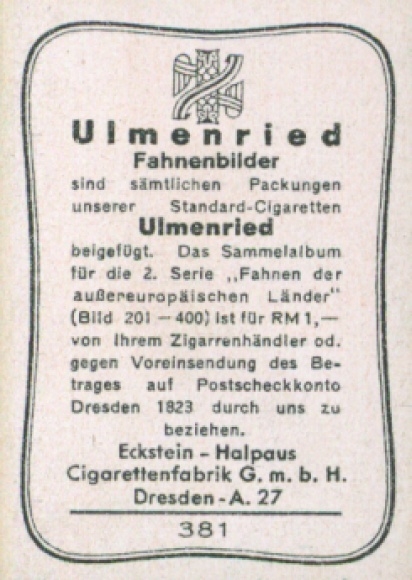 Ulmenried
Fahnenbilder
sind sämtlichen Packungen
unserer Standard-Cigaretten
Ulmenried
beigefügt. Das Sammelalbum
für die 2. Serie „Fahnen der
außereuropäischen Länder“
(Bild 201 — 400) ist für RM 1,—
von Ihrem Zigarrenhändler od.
gegen Voreinsendung des Be-
trages auf Postscheckkonto
Dresden 1823 durch uns zu
beziehen.
Eckstein - Halpaus
Cigarettenfabrik G. m. b. H.
Dresden - A. 27
381